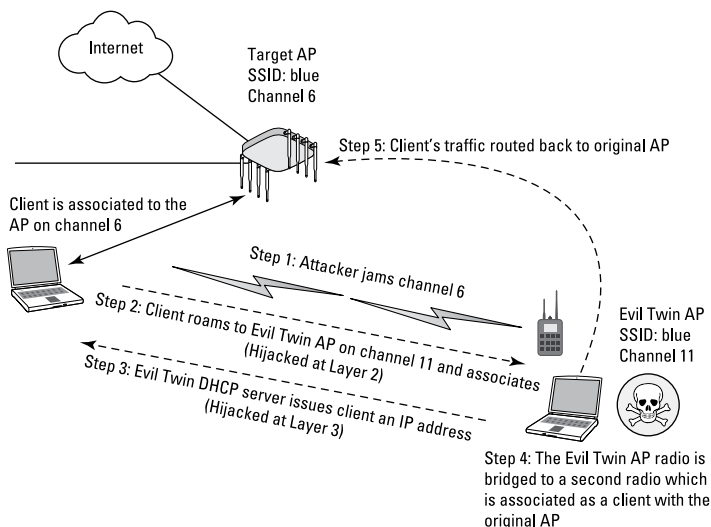 Internet
Target AP
SSID: blue
Channel 6
Step 5: Client's traffic routed back to original AP
Client is associated to the
AP on channel 6
Step 1: Attacker jams channel 6
Step 2: Client roams to Evil Twin AP on channel 11 and associates
(Hijacked at Layer 2)
Step 3: Evil Twin DHCP server issues client an IP address
(Hijacked at Layer 3)
Evil Twin AP
SSID: blue
Channel 11
Step 4: The Evil Twin AP radio is
bridged to a second radio which
is associated as a client with the
original AP